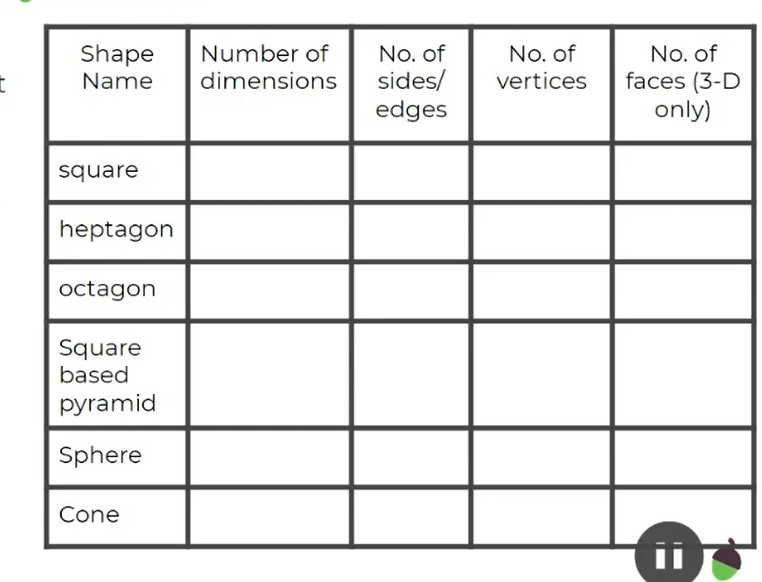 Shape Name
Number of dimensions
No. of sides/ edges
No. of vertices
No. of faces (3-D only)
square
heptagon
octagon
Square based pyramid
Sphere
Cone